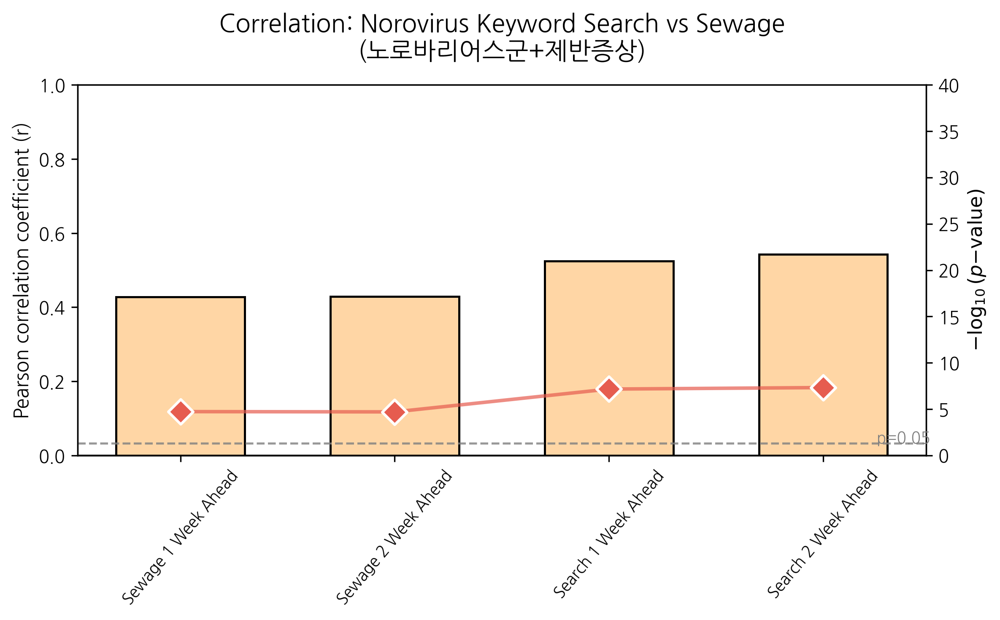 Correlation: Norovirus Keyword Search vs Sewage
(노로바리어스군+제반증상)
Pearson correlation coefficient (r)
1.0
0.8
0.6
0.4
0.2
0.0
40
35
30
25
20
15
10
5
0
−log₁₀ (p−value)
p=0.05
Sewage 1 Week Ahead
Sewage 2 Week Ahead
Search 1 Week Ahead
Search 2 Week Ahead